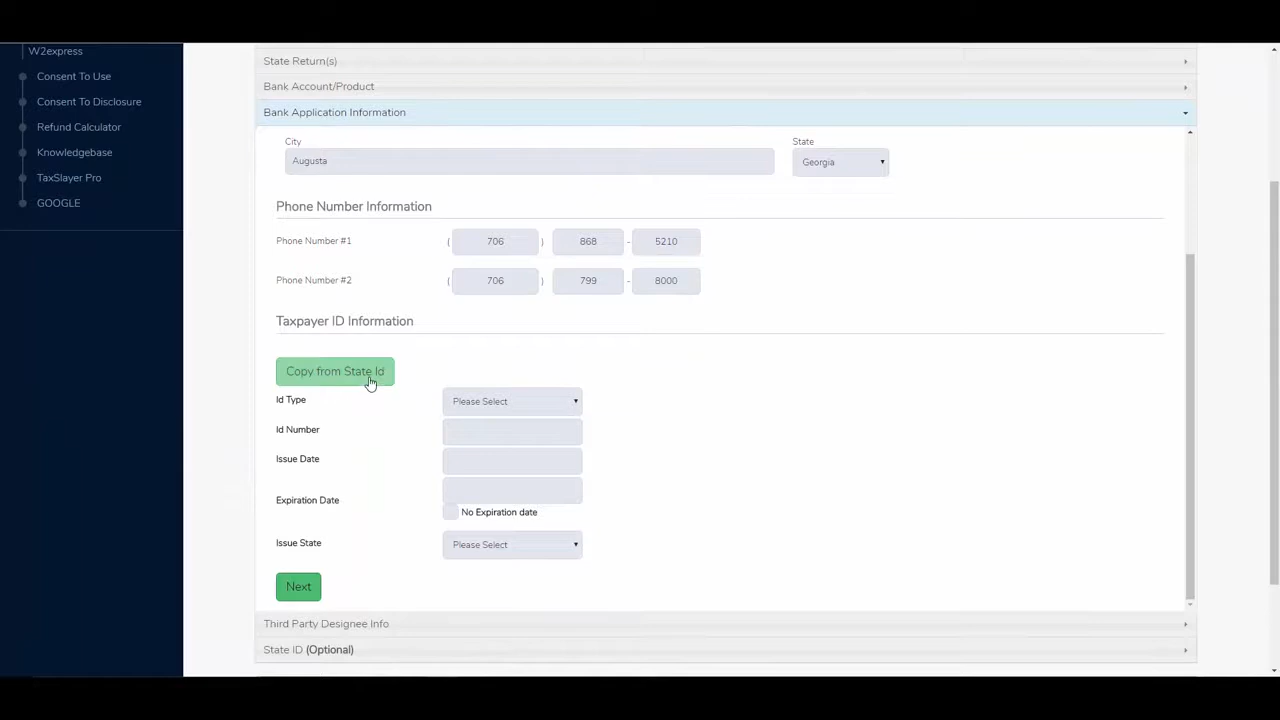 W2express
Consent To Use
Consent To Disclosure
Refund Calculator
Knowledgebase
TaxSlayer Pro
GOOGLE
State Return(s)
Bank Account/Product
Bank Application Information
City
State
Augusta
Georgia
Phone Number Information
Phone Number #1
( 706 ) 868 - 5210
Phone Number #2
( 706 ) 799 - 8000
Taxpayer ID Information
Copy from State Id
Id Type
Please Select
Id Number
Issue Date
Expiration Date
No Expiration date
Issue State
Please Select
Next
Third Party Designee Info
State ID (Optional)